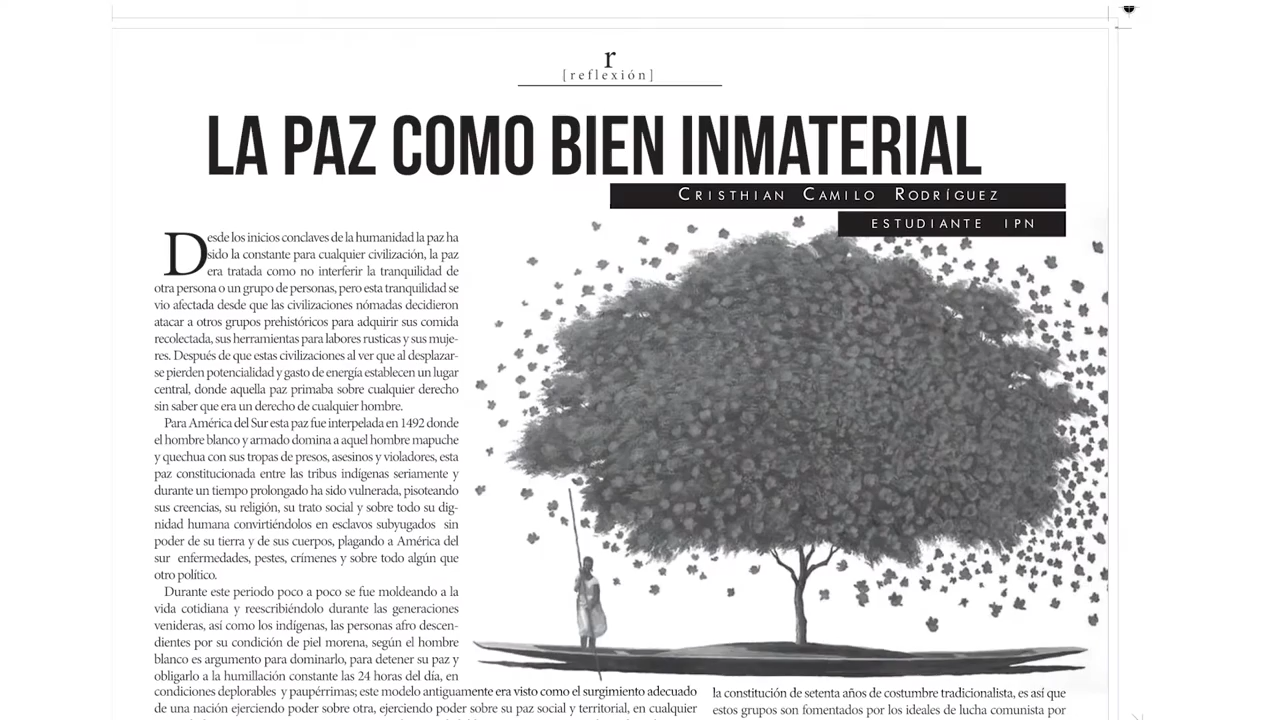 r
[reflexión]
LA PAZ COMO BIEN INMATERIAL
CRISTHIAN CAMILO RODRÍGUEZ
ESTUDIANTE IPN
Desde los inicios conclaves de la humanidad la paz ha
sido la constante para cualquier civilización, la paz
era tratada como no interferir la tranquilidad de
otra persona o un grupo de personas, pero esta tranquilidad se
vio afectada desde que las civilizaciones nómadas decidieron
atacar a otros grupos prehistóricos para adquirir sus comida
recolectada, sus herramientas para labores rusticas y sus muje-
res. Después de que estas civilizaciones al ver que al desplazar-
se pierden potencialidad y gasto de energía establecen un lugar
central, donde aquella paz primaba sobre cualquier derecho
sin saber que era un derecho de cualquier hombre.
Para América del Sur esta paz fue interpelada en 1492 donde
el hombre blanco y armado domina a aquel hombre mapuche
y quechua con sus tropas de presos, asesinos y violadores, esta
paz constitucionada entre las tribus indígenas seriamente y
durante un tiempo prolongado ha sido vulnerada, pisoteando
sus creencias, su religión, su trato social y sobre todo su dig-
nidad humana convirtiéndolos en esclavos subyugados sin
poder de su tierra y de sus cuerpos, plagando a América del
sur enfermedades, pestes, crímenes y sobre todo algún que
otro político.
Durante este periodo poco a poco se fue moldeando a la
vida cotidiana y reescribiéndolo durante las generaciones
venideras, así como los indígenas, las personas afro descen-
dientes por su condición de piel morena, según el hombre
blanco es argumento para dominarlo, para detener su paz y
obligarlo a la humillación constante las 24 horas del día, en
condiciones deplorables y paupérrimas; este modelo antiguamente era visto como el surgimiento adecuado
de una nación ejerciendo poder sobre otra, ejerciendo poder sobre su paz social y territorial, en cualquier
la constitución de setenta años de costumbre tradicionalista, es así que
estos grupos son fomentados por los ideales de lucha comunista por